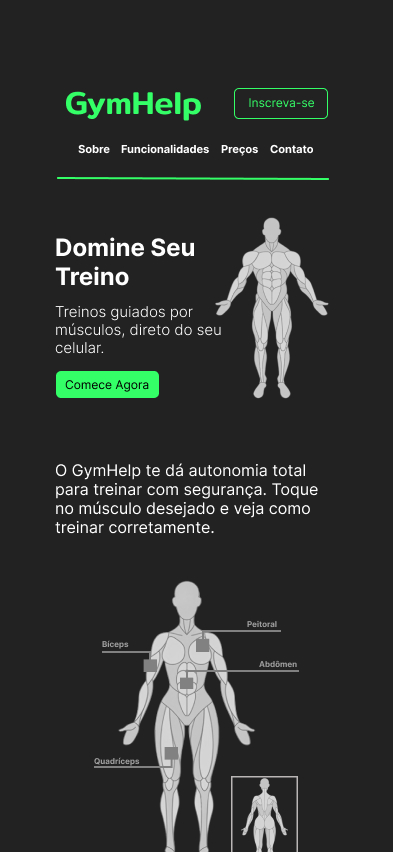 GymHelp
Inscreva-se
Sobre Funcionalidades Preços Contato
Domine Seu
Treino
Treinos guiados por
músculos, direto do seu
celular.
Comece Agora
O GymHelp te dá autonomia total
para treinar com segurança. Toque
no músculo desejado e veja como
treinar corretamente.
Peitoral
Bíceps
Abdômen
Quadríceps